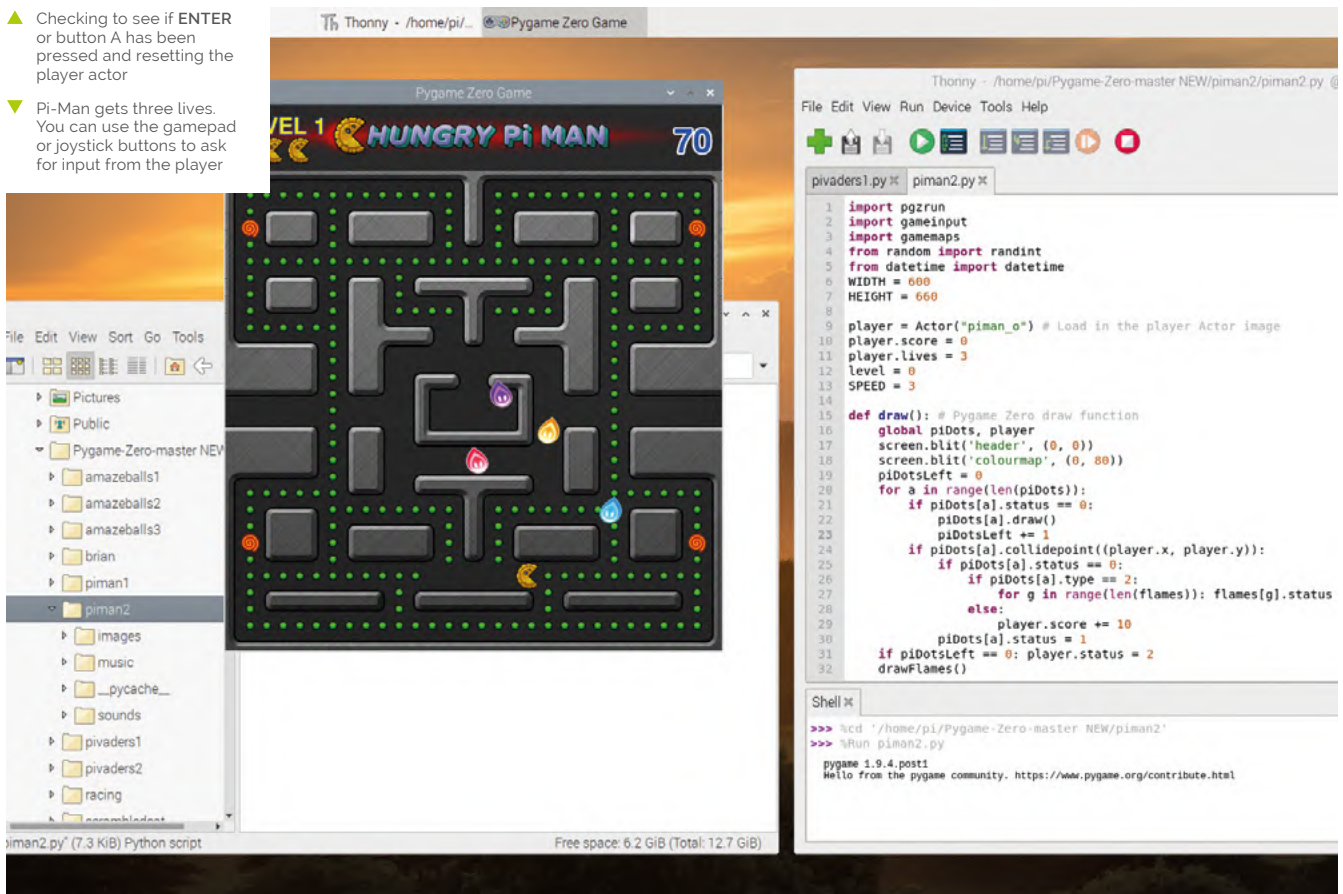 Checking to see if ENTER
or button A has been
pressed and resetting the
player actor
Pi-Man gets three lives.
You can use the gamepad
or joystick buttons to ask
for input from the player
Thonny - /home/pi/...
Pygame Zero Game
Pygame Zero Game
VEL 1
HUNGRY Pi MAN
70
File Edit View Sort Go Tools
Pictures
Public
Pygame-Zero-master NEW
amazeballs1
amazeballs2
amazeballs3
brian
piman1
piman2
images
music
__pycache__
sounds
pivaders1
pivaders2
racing
piman2.py" (7.3 KiB) Python script
Free space: 6.2 GiB (Total: 12.7 GiB)
Thonny - /home/pi/Pygame-Zero-master NEW/piman2/piman2.py @
File Edit View Run Device Tools Help
pivaders1.py
piman2.py
1 import pgzrun
2 import gameinput
3 import gamemaps
4 from random import randint
5 from datetime import datetime
6 WIDTH = 600
7 HEIGHT = 660
8
9 player = Actor("piman_o") # Load in the player Actor image
10 player.score = 0
11 player.lives = 3
12 level = 0
13 SPEED = 3
14
15 def draw(): # Pygame Zero draw function
16     global piDots, player
17     screen.blit('header', (0, 0))
18     screen.blit('colourmap', (0, 80))
19     piDotsLeft = 0
20     for a in range(len(piDots)):
21         if piDots[a].status == 0:
22             piDots[a].draw()
23             piDotsLeft += 1
24         if piDots[a].collidepoint((player.x, player.y)):
25             if piDots[a].status == 0:
26                 if piDots[a].type == 2:
27                     for g in range(len(flames)): flames[g].status
28                 else:
29                     player.score += 10
30             piDots[a].status = 1
31     if piDotsLeft == 0: player.status = 2
32     drawFlames()
Shell
>>> %cd '/home/pi/Pygame-Zero-master NEW/piman2'
>>> %Run piman2.py
pygame 1.9.4.post1
Hello from the pygame community. https://www.pygame.org/contribute.html